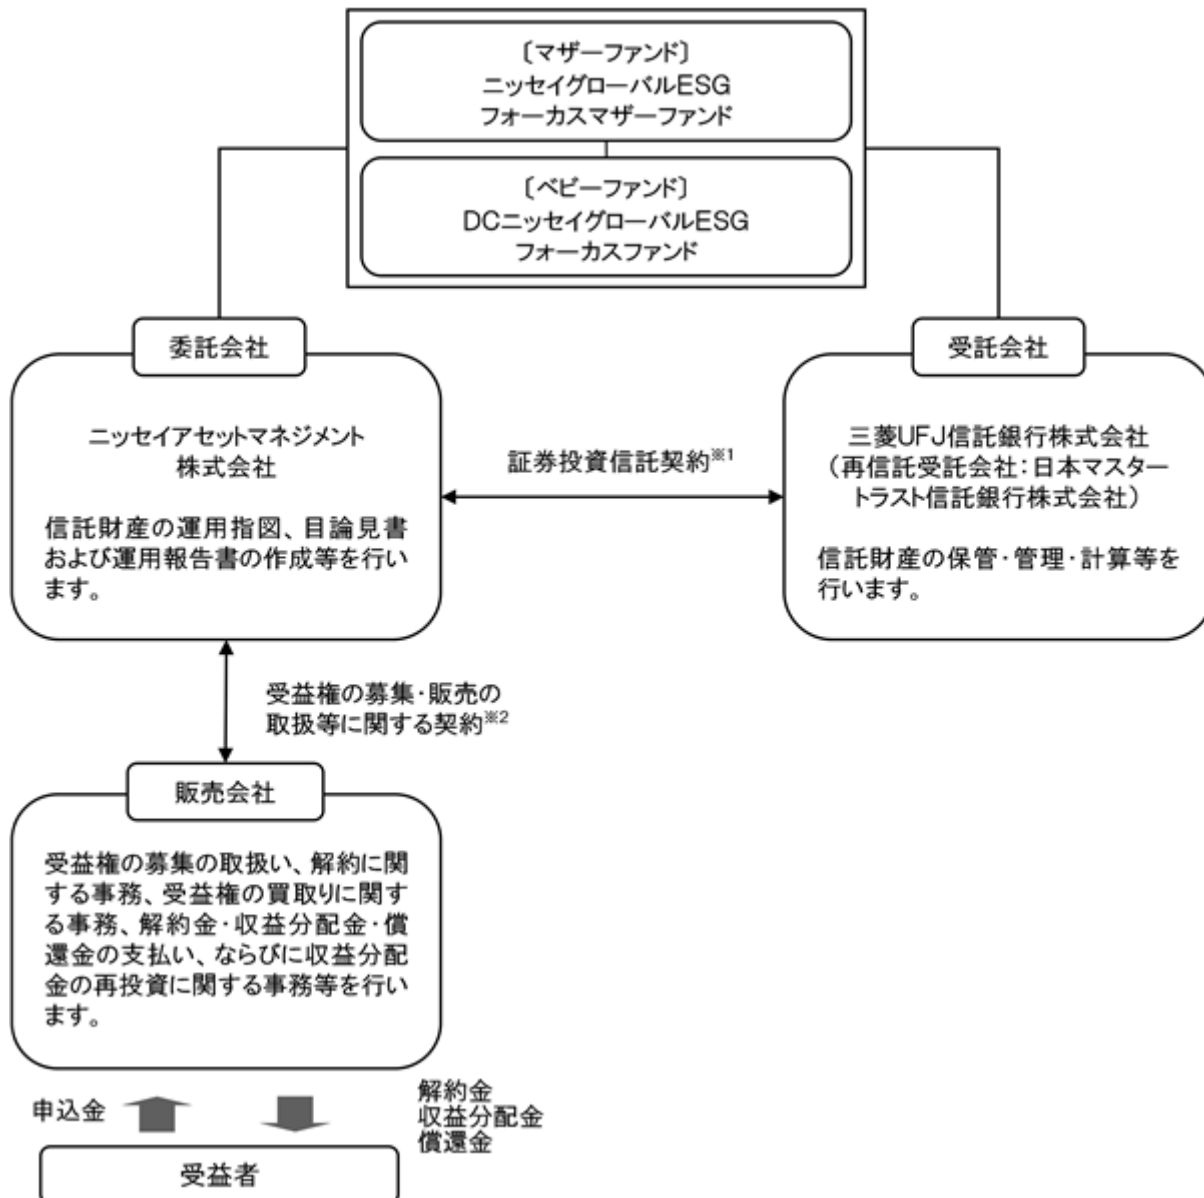 〔マザーファンド〕
ニッセイグローバルESG
フォーカスマザーファンド
〔ベビーファンド〕
DCニッセイグローバルESG
フォーカスファンド
委託会社
ニッセイアセットマネジメント
株式会社
信託財産の運用指図、目論見書
および運用報告書の作成等を行い
ます。
証券投資信託契約※1
受託会社
三菱UFJ信託銀行株式会社
（再信託受託会社：日本マスター
トラスト信託銀行株式会社）
信託財産の保管・管理・計算等を
行います。
受益権の募集・販売の
取扱等に関する契約※2
販売会社
受益権の募集の取扱い、解約に関
する事務、受益権の買取りに関す
る事務、解約金・収益分配金・償
還金の支払い、ならびに収益分配
金の再投資に関する事務等を行い
ます。
申込金
解約金
収益分配金
償還金
受益者